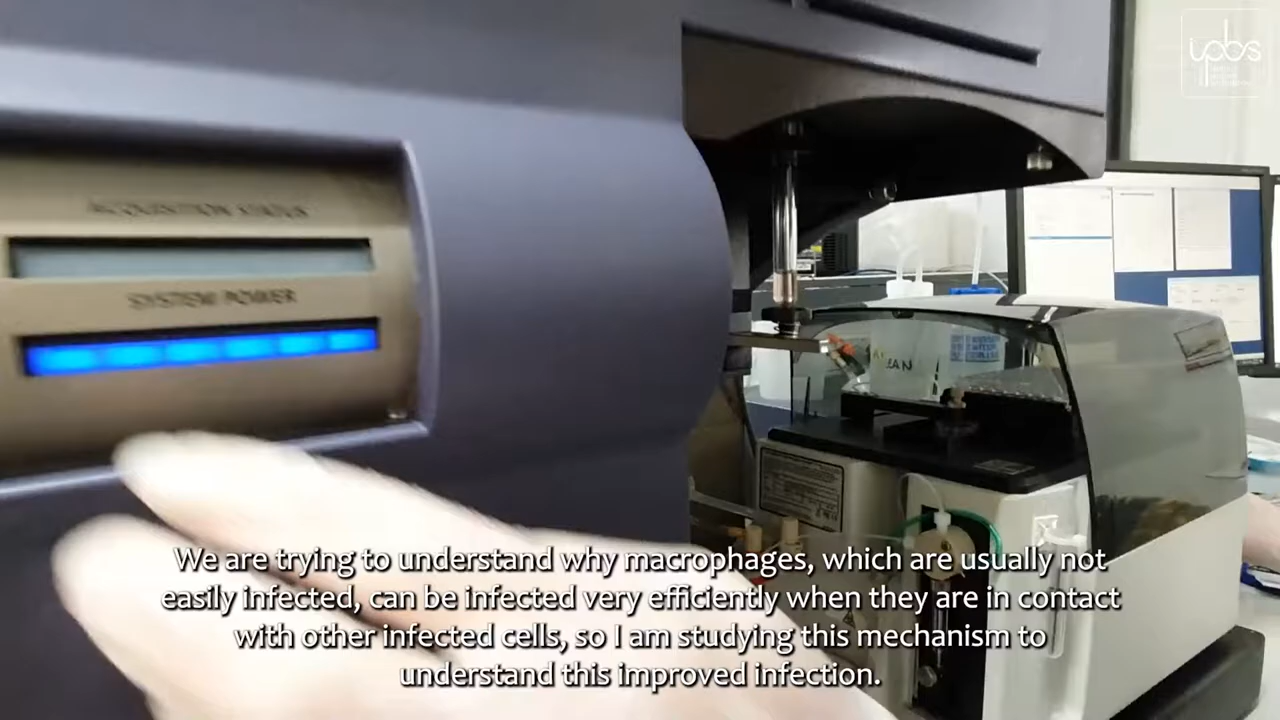 ipbs
ACQUISITION STATUS
SYSTEM POWER
We are trying to understand why macrophages, which are usually not
easily infected, can be infected very efficiently when they are in contact
with other infected cells, so I am studying this mechanism to
understand this improved infection.